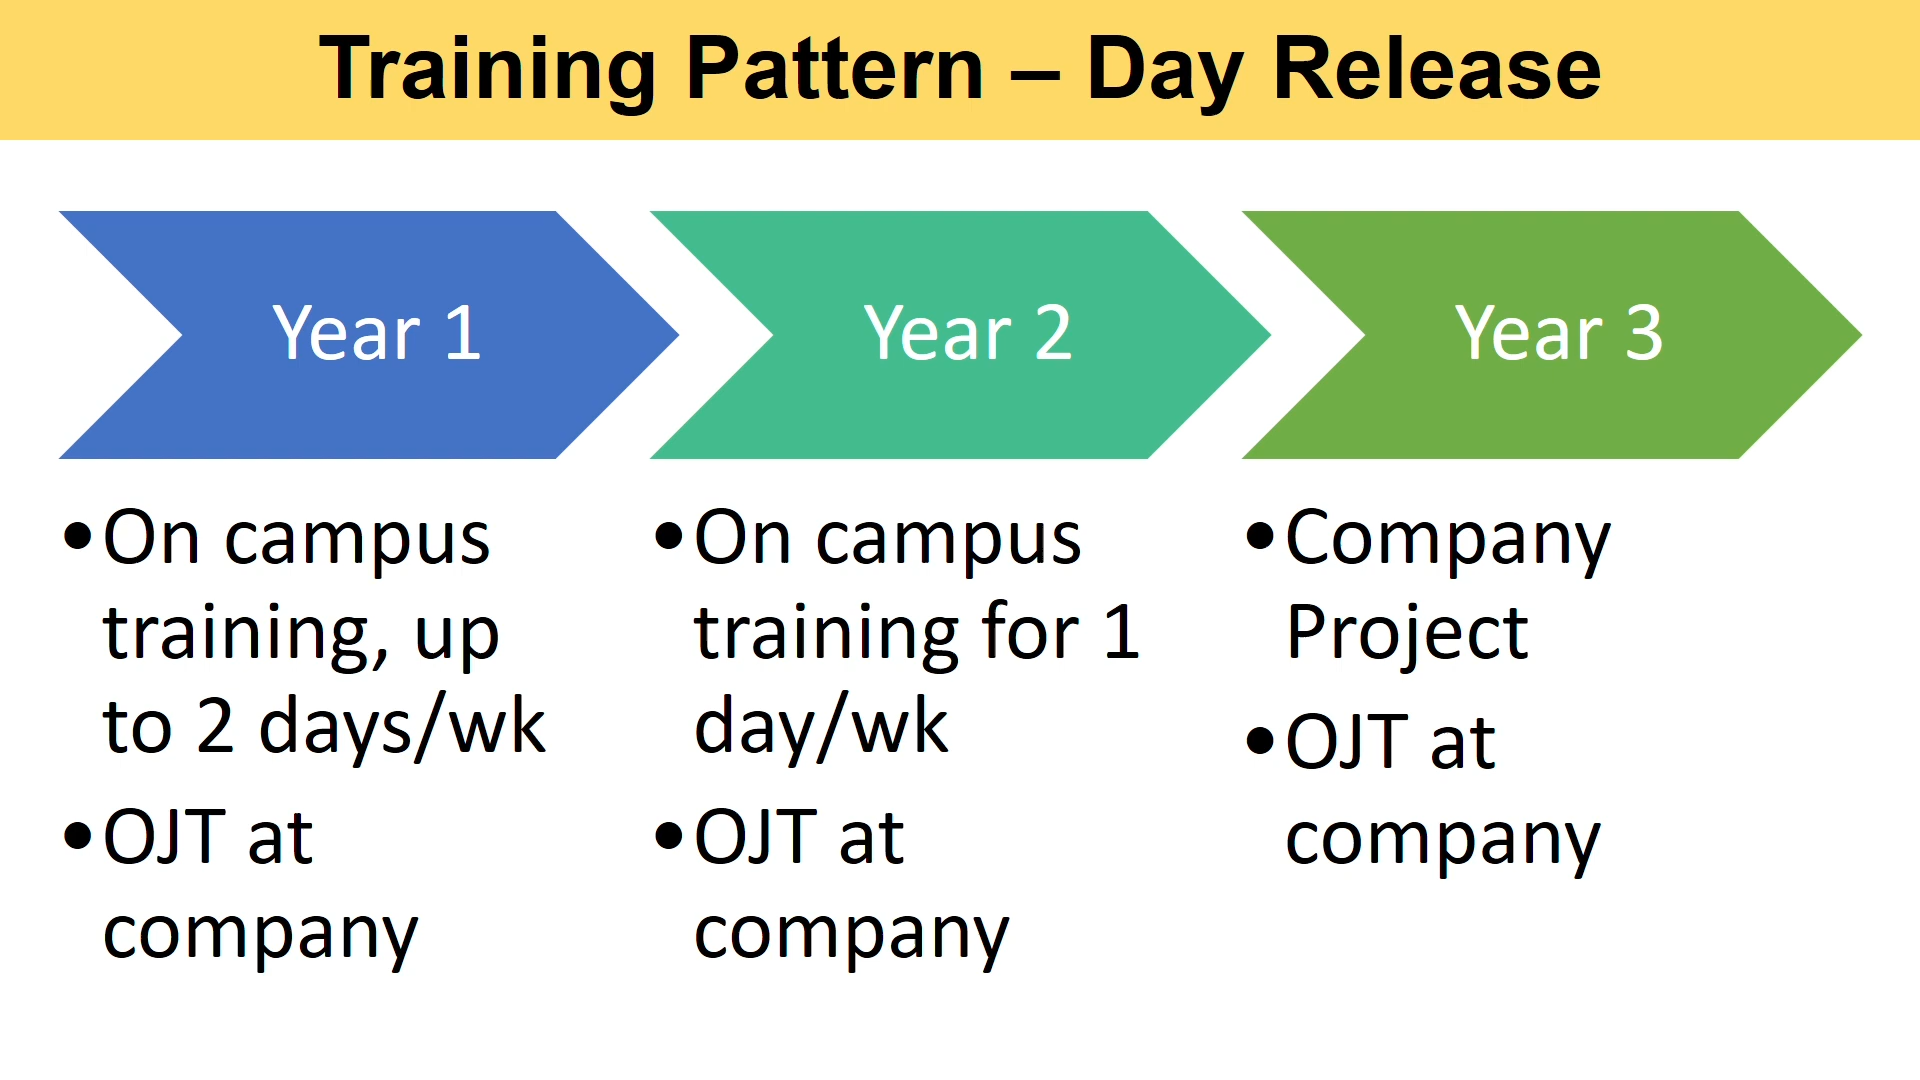 Training Pattern – Day Release
Year 1
•On campus
training, up
to 2 days/wk
•OJT at
company
Year 2
•On campus
training for 1
day/wk
•OJT at
company
Year 3
•Company
Project
•OJT at
company